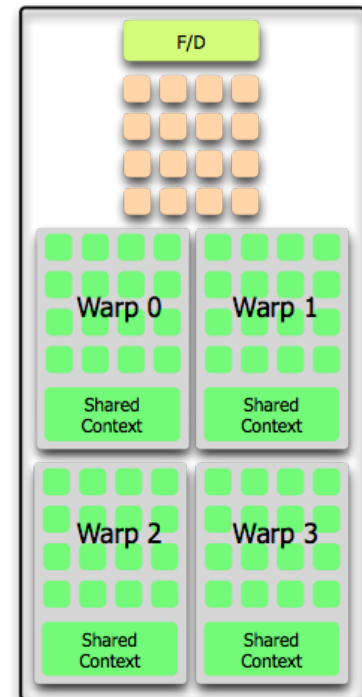 F/D
Warp 0
Warp 1
Shared
Context
Shared
Context
Warp 2
Warp 3
Shared
Context
Shared
Context